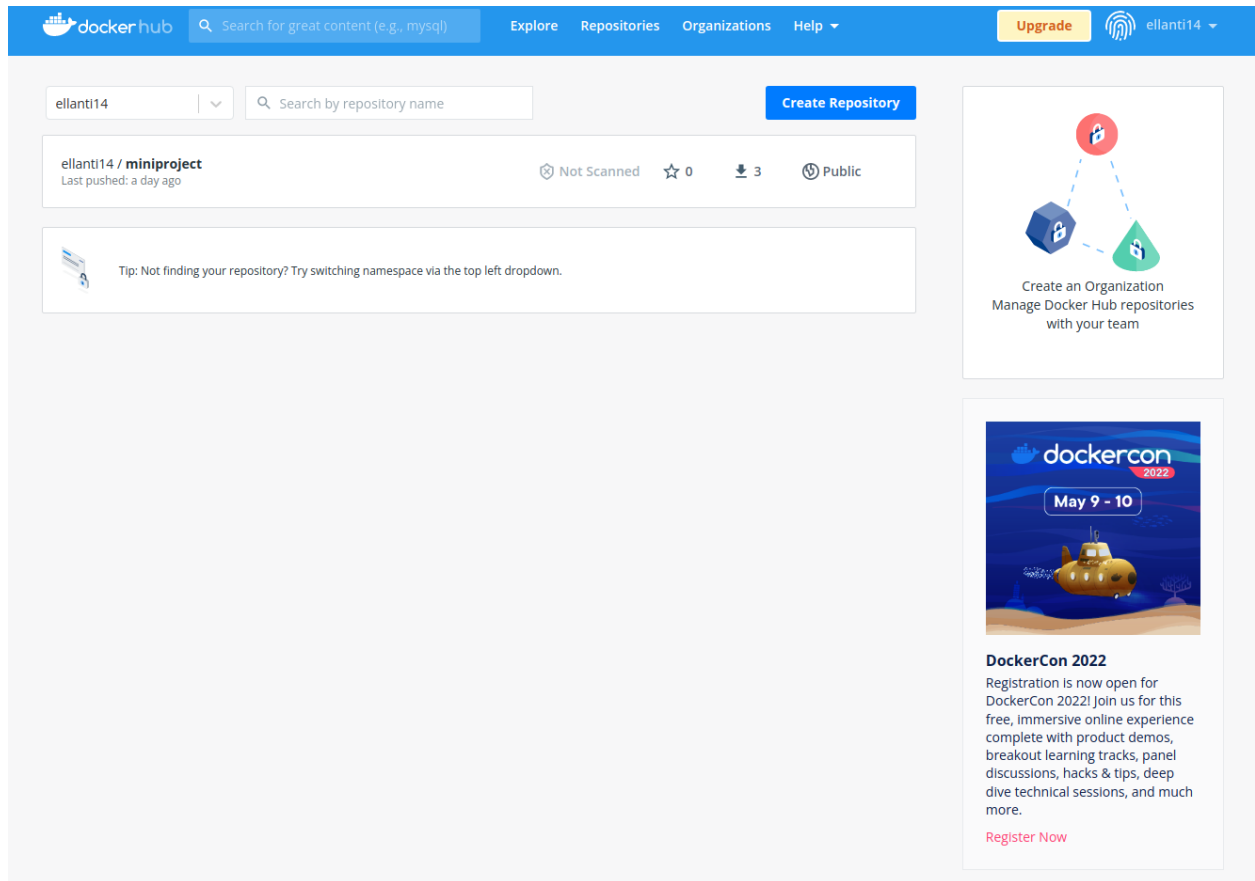 dockerhub Search for great content (e.g., mysql) Explore Repositories Organizations Help Upgrade ellanti14
ellanti14 Search by repository name Create Repository
ellanti14 / miniproject
Last pushed: a day ago
Not Scanned 0 3 Public
Tip: Not finding your repository? Try switching namespace via the top left dropdown.
Create an Organization
Manage Docker Hub repositories
with your team
dockercon
2022
May 9 - 10
DockerCon 2022
Registration is now open for
DockerCon 2022! Join us for this
free, immersive online experience
complete with product demos,
breakout learning tracks, panel
discussions, hacks & tips, deep
dive technical sessions, and much
more.
Register Now